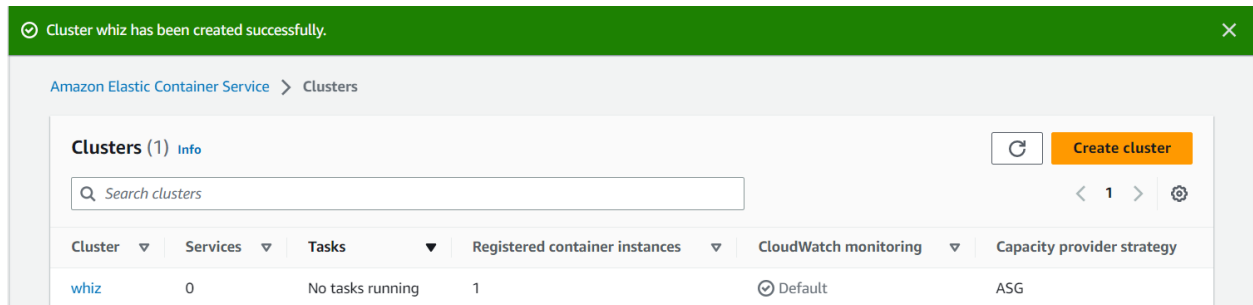 Cluster whiz has been created successfully.
Amazon Elastic Container Service > Clusters
Clusters (1) Info
Create cluster
Search clusters
< 1 >
Cluster Services Tasks Registered container instances CloudWatch monitoring Capacity provider strategy
whiz 0 No tasks running 1 Default ASG